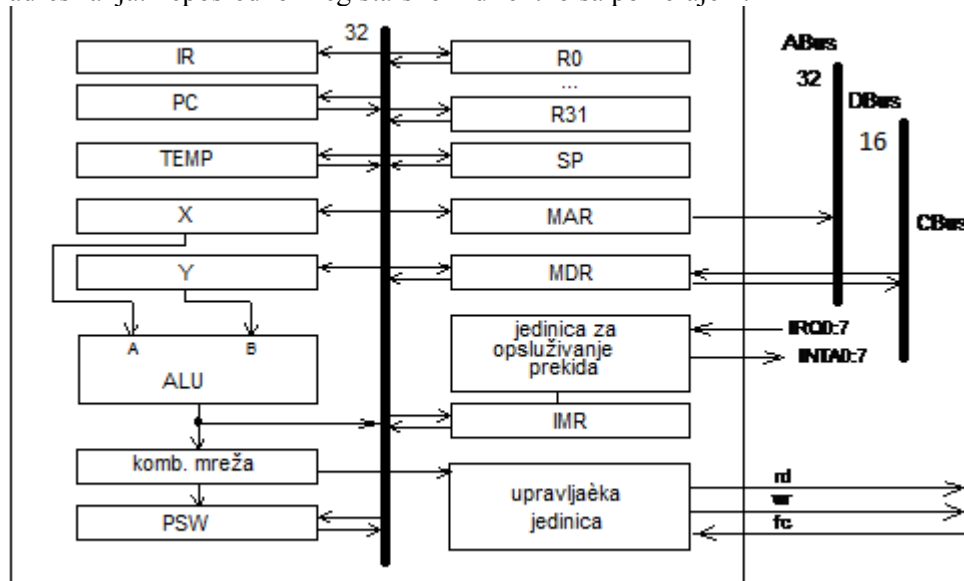 32
IR
R0
...
PC
R31
TEMP
SP
X
MAR
Y
MDR
A
B
ALU
jedinica za
opsluživanje
prekida
IMR
komb. mreža
PSW
upravljaèka
jedinica
ABus
32
DBus
16
CBus
IRQ0:7
INTA0:7
rd
wr
fc